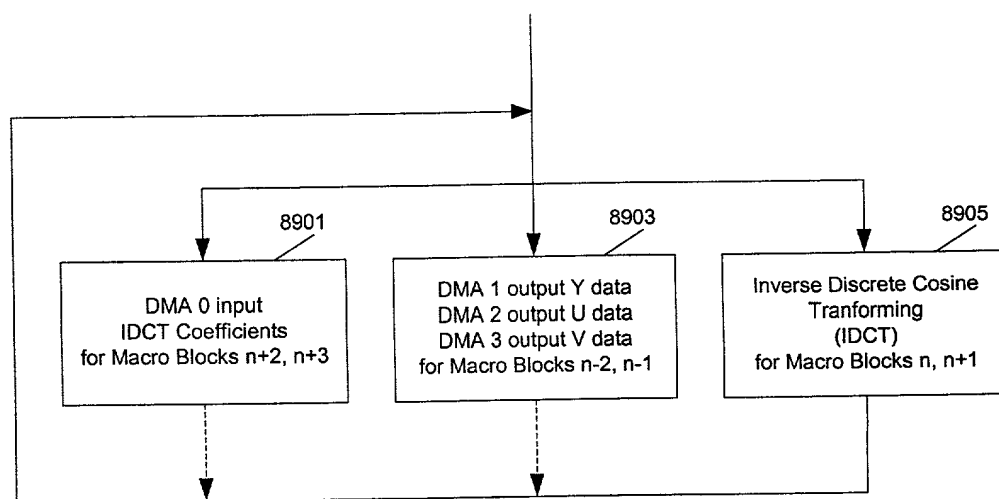 8901
DMA 0 input
IDCT Coefficients
for Macro Blocks n+2, n+3
8903
DMA 1 output Y data
DMA 2 output U data
DMA 3 output V data
for Macro Blocks n-2, n-1
8905
Inverse Discrete Cosine
Tranforming
(IDCT)
for Macro Blocks n, n+1